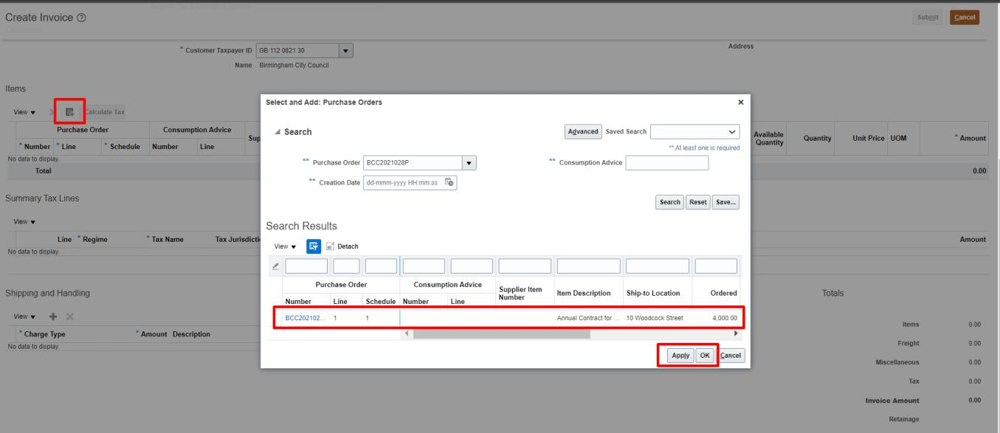 Create Invoice
Submit Cancel
* Customer Taxpayer ID GB 112 0821 30
Address
Name Birmingham City Council
Items
View Calculate Tax
Purchase Order Consumption Advice
* Number * Line * Schedule Number Line
Sup
Available Quantity Quantity Unit Price UOM * Amount
No data to display.
Total 0.00
Summary Tax Lines
View
Line * Regime * Tax Name Tax Jurisdicti
Amount
No data to display.
Shipping and Handling
View
* Charge Type * Amount Description
No data to display.
Select and Add: Purchase Orders
Search
Advanced Saved Search
** At least one is required
** Purchase Order BCC2021028P
** Consumption Advice
** Creation Date dd-mmm-yyyy HH:mm:ss
Search Reset Save...
Search Results
View Detach
Purchase Order Consumption Advice
Number Line Schedule Number Line
Supplier Item Number
Item Description Ship-to Location Ordered
BCC202102... 1 1 Annual Contract for ... 10 Woodcock Street 4,000.00
Apply OK Cancel
Totals
Items 0.00
Freight 0.00
Miscellaneous 0.00
Tax 0.00
Invoice Amount 0.00
Retainage